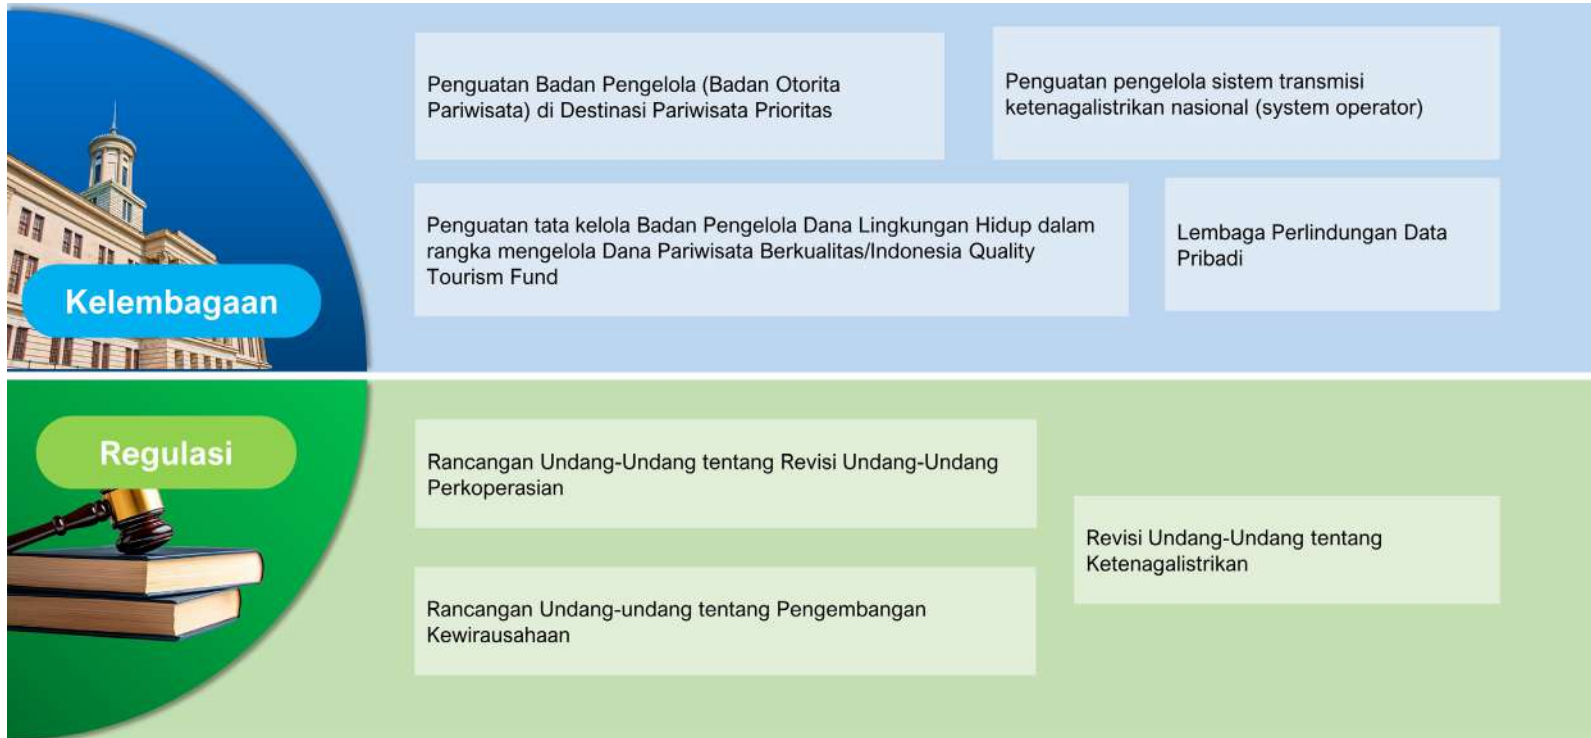 Kelembagaan
Penguatan Badan Pengelola (Badan Otorita
Pariwisata) di Destinasi Pariwisata Prioritas
Penguatan pengelola sistem transmisi
ketenagalistrikan nasional (system operator)
Penguatan tata kelola Badan Pengelola Dana Lingkungan Hidup dalam
rangka mengelola Dana Pariwisata Berkualitas/Indonesia Quality
Tourism Fund
Lembaga Perlindungan Data
Pribadi
Regulasi
Rancangan Undang-Undang tentang Revisi Undang-Undang
Perkoperasian
Rancangan Undang-undang tentang Pengembangan
Kewirausahaan
Revisi Undang-Undang tentang
Ketenagalistrikan